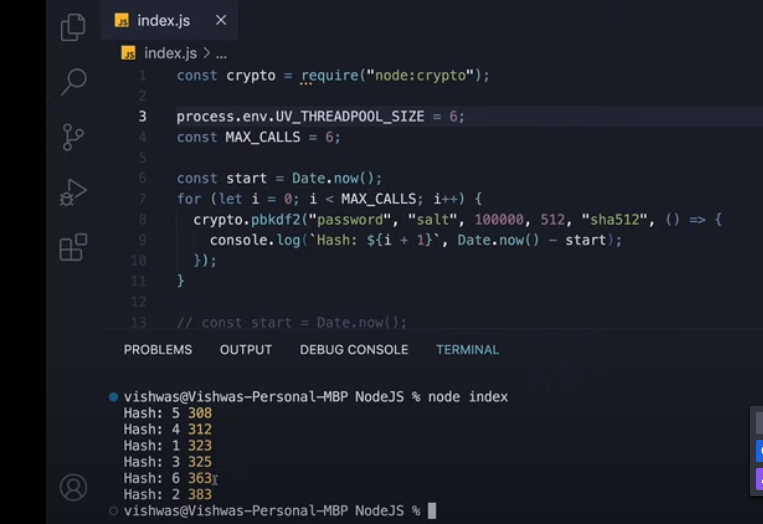 JS index.js ×
JS index.js > ...
1 const crypto = require("node:crypto");
2
3 process.env.UV_THREADPOOL_SIZE = 6;
4 const MAX_CALLS = 6;
5
6 const start = Date.now();
7 for (let i = 0; i < MAX_CALLS; i++) {
8 crypto.pbkdf2("password", "salt", 100000, 512, "sha512", () => {
9 console.log(`Hash: ${i + 1}`, Date.now() - start);
10 });
11 }
12
13 // const start = Date.now();
PROBLEMS OUTPUT DEBUG CONSOLE TERMINAL
vishwas@Vishwas-Personal-MBP NodeJS % node index
Hash: 5 308
Hash: 4 312
Hash: 1 323
Hash: 3 325
Hash: 6 363
Hash: 2 383
vishwas@Vishwas-Personal-MBP NodeJS %